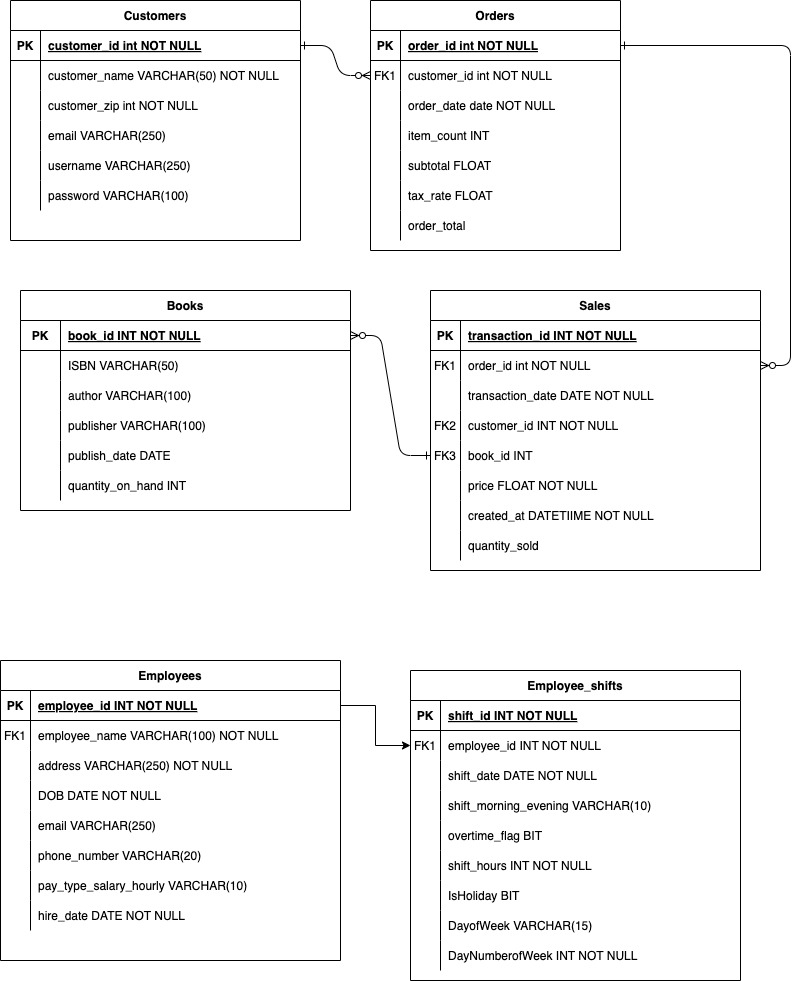 Customers
PK customer_id int NOT NULL
customer_name VARCHAR(50) NOT NULL
customer_zip int NOT NULL
email VARCHAR(250)
username VARCHAR(250)
password VARCHAR(100)
Orders
PK order_id int NOT NULL
FK1 customer_id int NOT NULL
order_date date NOT NULL
item_count INT
subtotal FLOAT
tax_rate FLOAT
order_total
Books
PK book_id INT NOT NULL
ISBN VARCHAR(50)
author VARCHAR(100)
publisher VARCHAR(100)
publish_date DATE
quantity_on_hand INT
Sales
PK transaction_id INT NOT NULL
FK1 order_id int NOT NULL
transaction_date DATE NOT NULL
FK2 customer_id INT NOT NULL
FK3 book_id INT
price FLOAT NOT NULL
created_at DATETIIME NOT NULL
quantity_sold
Employees
PK employee_id INT NOT NULL
FK1 employee_name VARCHAR(100) NOT NULL
address VARCHAR(250) NOT NULL
DOB DATE NOT NULL
email VARCHAR(250)
phone_number VARCHAR(20)
pay_type_salary_hourly VARCHAR(10)
hire_date DATE NOT NULL
Employee_shifts
PK shift_id INT NOT NULL
FK1 employee_id INT NOT NULL
shift_date DATE NOT NULL
shift_morning_evening VARCHAR(10)
overtime_flag BIT
shift_hours INT NOT NULL
IsHoliday BIT
DayofWeek VARCHAR(15)
DayNumberofWeek INT NOT NULL